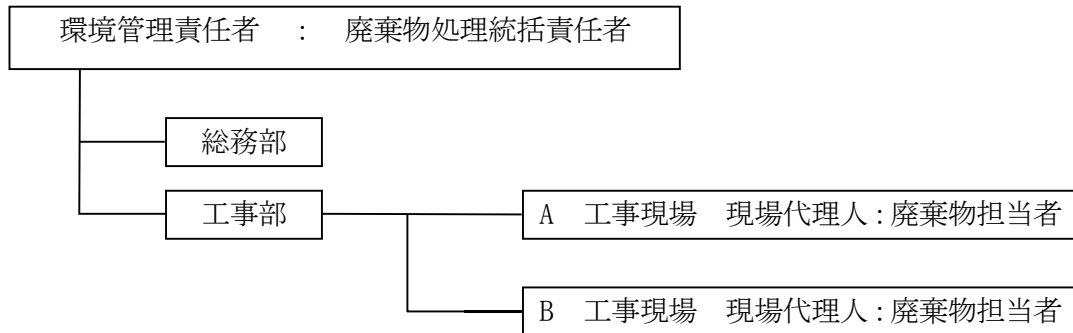 環境管理責任者 : 廃棄物処理統括責任者
総務部
工事部
A 工事現場 現場代理人:廃棄物担当者
B 工事現場 現場代理人:廃棄物担当者